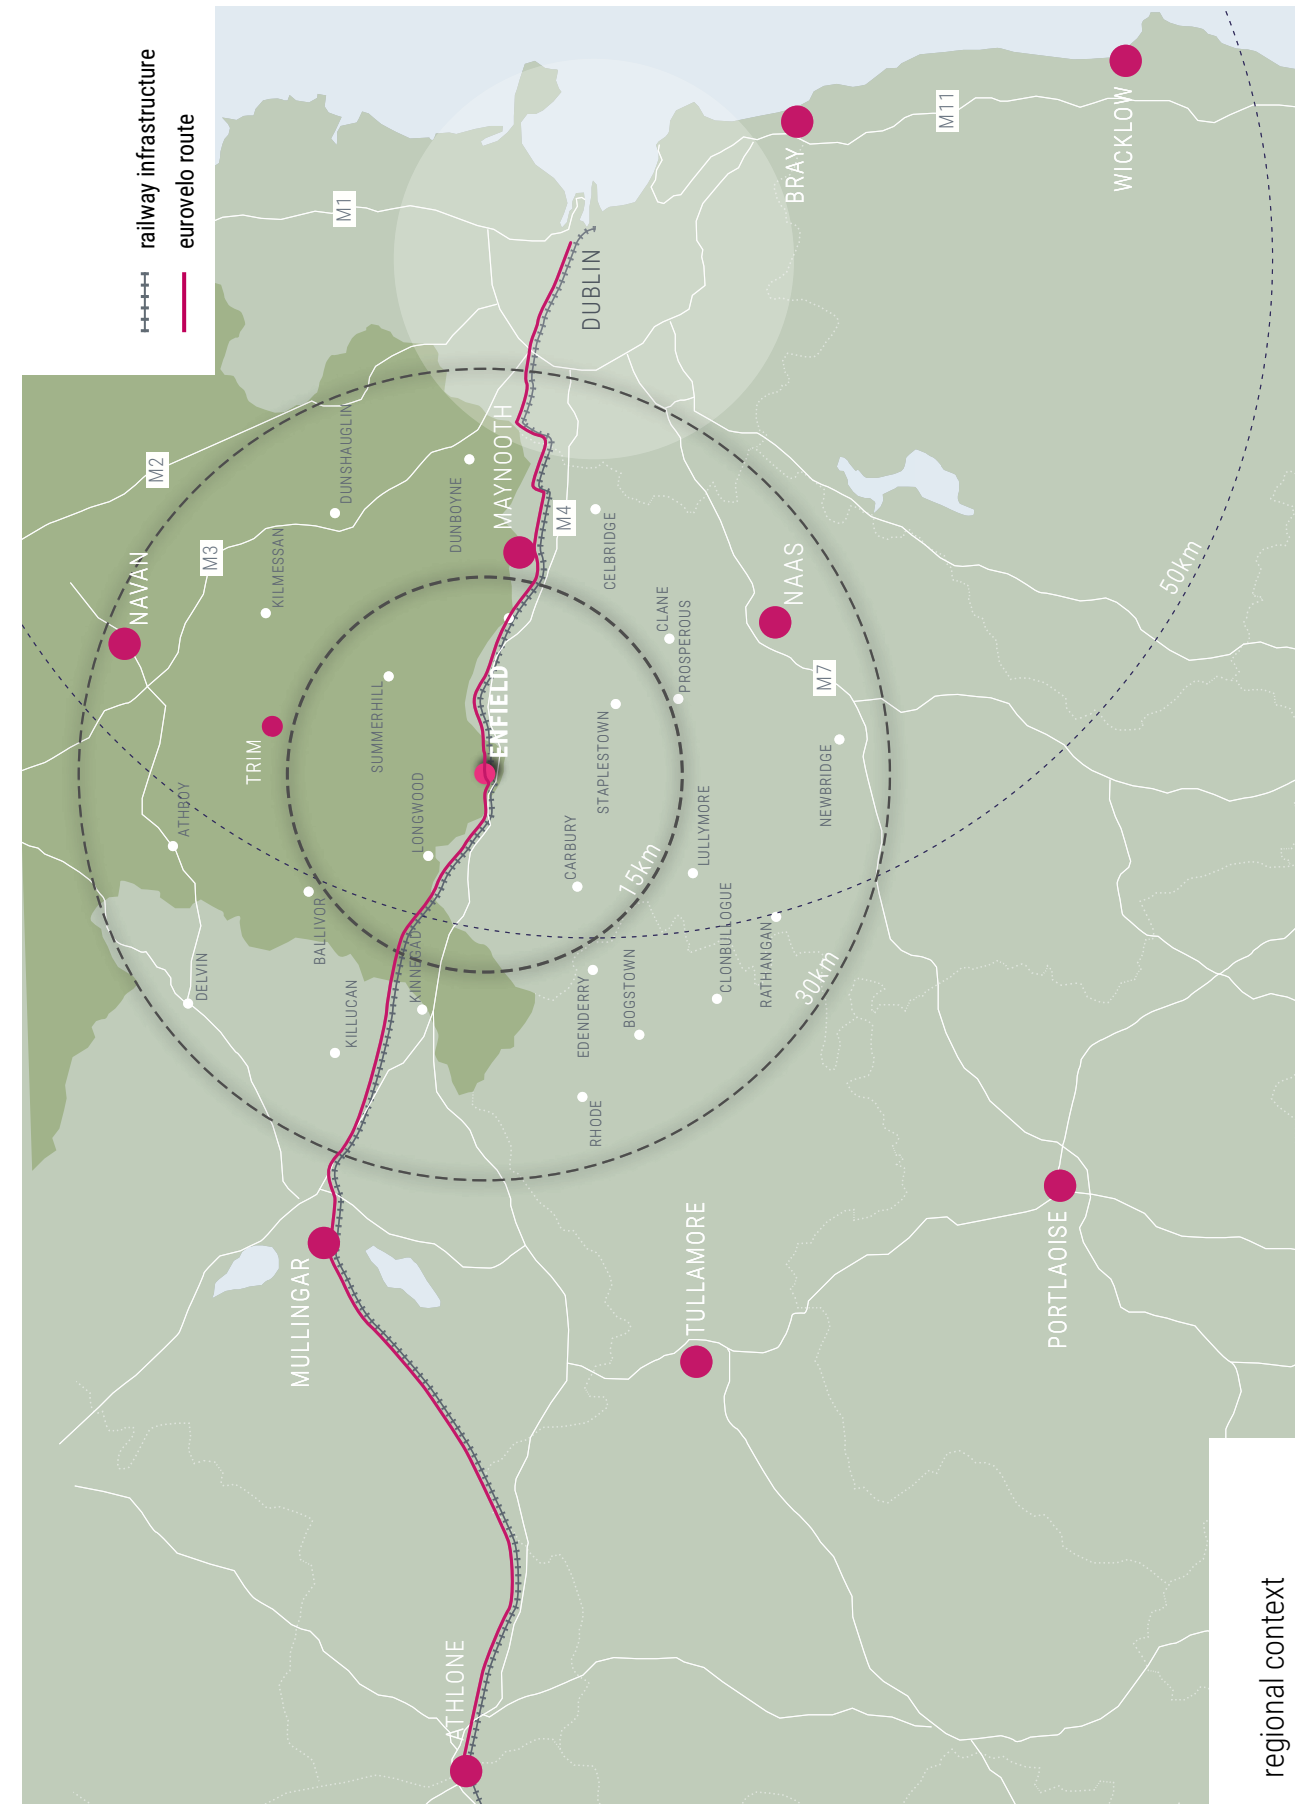 railway infrastructure
eurovelo route
M1
M2
M3
M4
M7
M11
NAVAN
DUNSHAUGLIN
KILMESSAN
DUNBOYNE
MAYNOOTH
DUBLIN
BRAY
WICKLOW
TRIM
SUMMERHILL
ATHBOY
LONGWOOD
ENFIELD
CELBRIDGE
CLANE
PROSPEROUS
NAAS
STAPLESTOWN
CARBURY
LULLYMORE
NEWBRIDGE
DELVIN
BALLIVOR
KILLUCAN
KINNEGAD
EDENDERRY
BOGSTOWN
CLONBULLOGUE
RATHANGAN
RHODE
15km
30km
50km
MULLINGAR
TULLAMORE
PORTLAOISE
ATHLONE
regional context